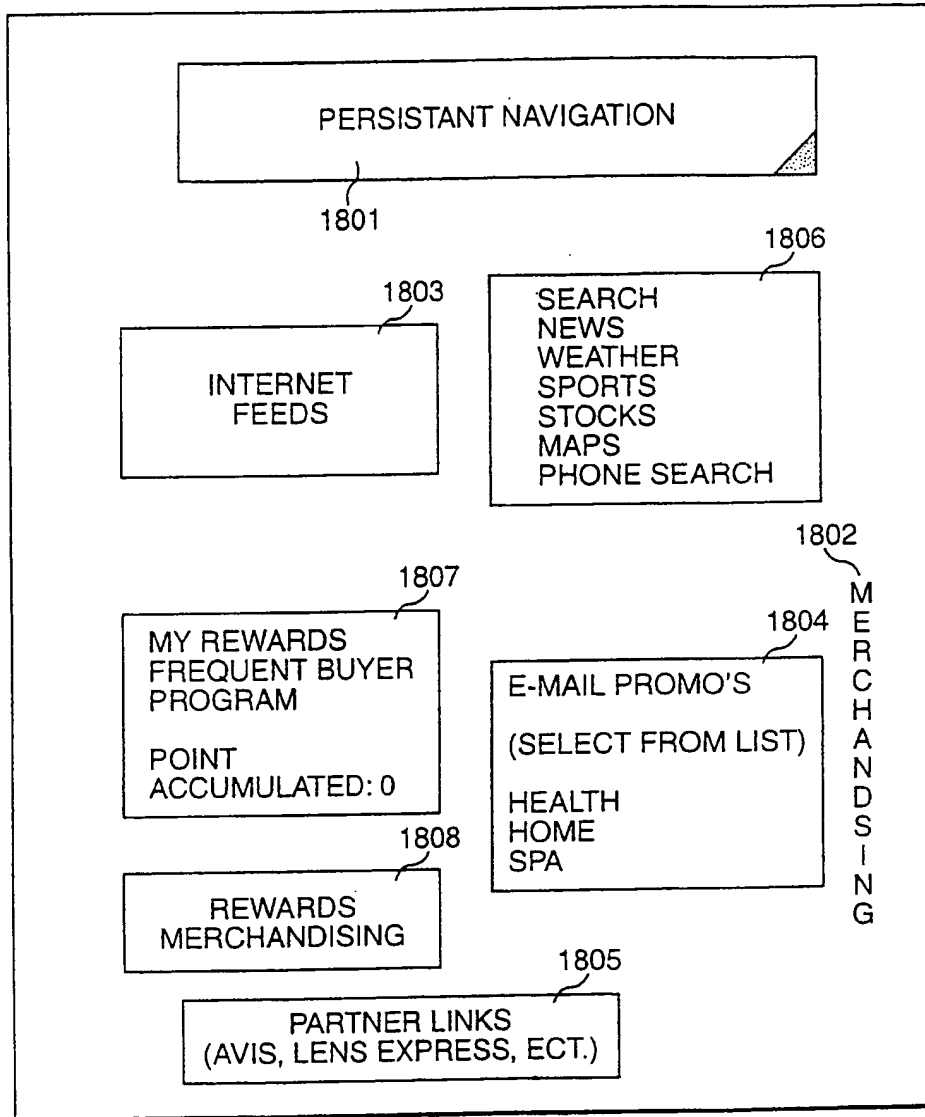 PERSISTANT NAVIGATION
1801
1806
SEARCH
NEWS
WEATHER
SPORTS
STOCKS
MAPS
PHONE SEARCH
1803
INTERNET
FEEDS
1802
MERCHANDSING
1807
MY REWARDS
FREQUENT BUYER
PROGRAM
POINT
ACCUMULATED: 0
1804
E-MAIL PROMO'S
(SELECT FROM LIST)
HEALTH
HOME
SPA
1808
REWARDS
MERCHANDISING
1805
PARTNER LINKS
(AVIS, LENS EXPRESS, ECT.)